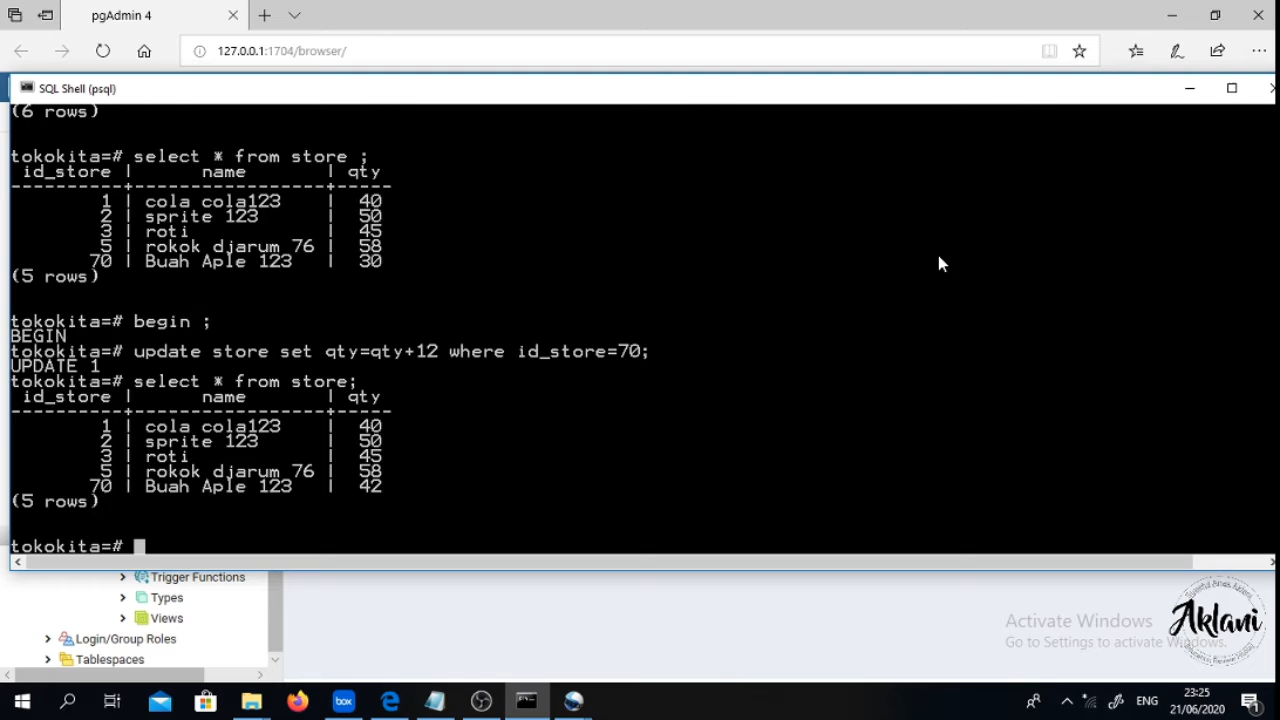 pgAdmin 4
127.0.0.1:1704/browser/
SQL Shell (psql)
(6 rows)
tokokita=# select * from store ;
id_store | name | qty
----------+--------------------+-----
1 | cola cola123 | 40
2 | sprite 123 | 50
3 | roti | 45
5 | rokok djarum 76 | 58
70 | Buah Aple 123 | 30
(5 rows)
tokokita=# begin ;
BEGIN
tokokita=# update store set qty=qty+12 where id_store=70;
UPDATE 1
tokokita=# select * from store;
id_store | name | qty
----------+--------------------+-----
1 | cola cola123 | 40
2 | sprite 123 | 50
3 | roti | 45
5 | rokok djarum 76 | 58
70 | Buah Aple 123 | 42
(5 rows)
tokokita=#
Trigger Functions
Types
Views
Login/Group Roles
Tablespaces
Activate Windows
Go to Settings to activate Windows.
Aklani
box
ENG
23:25
21/06/2020
1